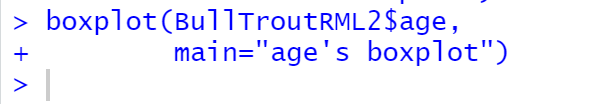 > boxplot(BullTroutRML2$age,
+         main="age's boxplot")
>